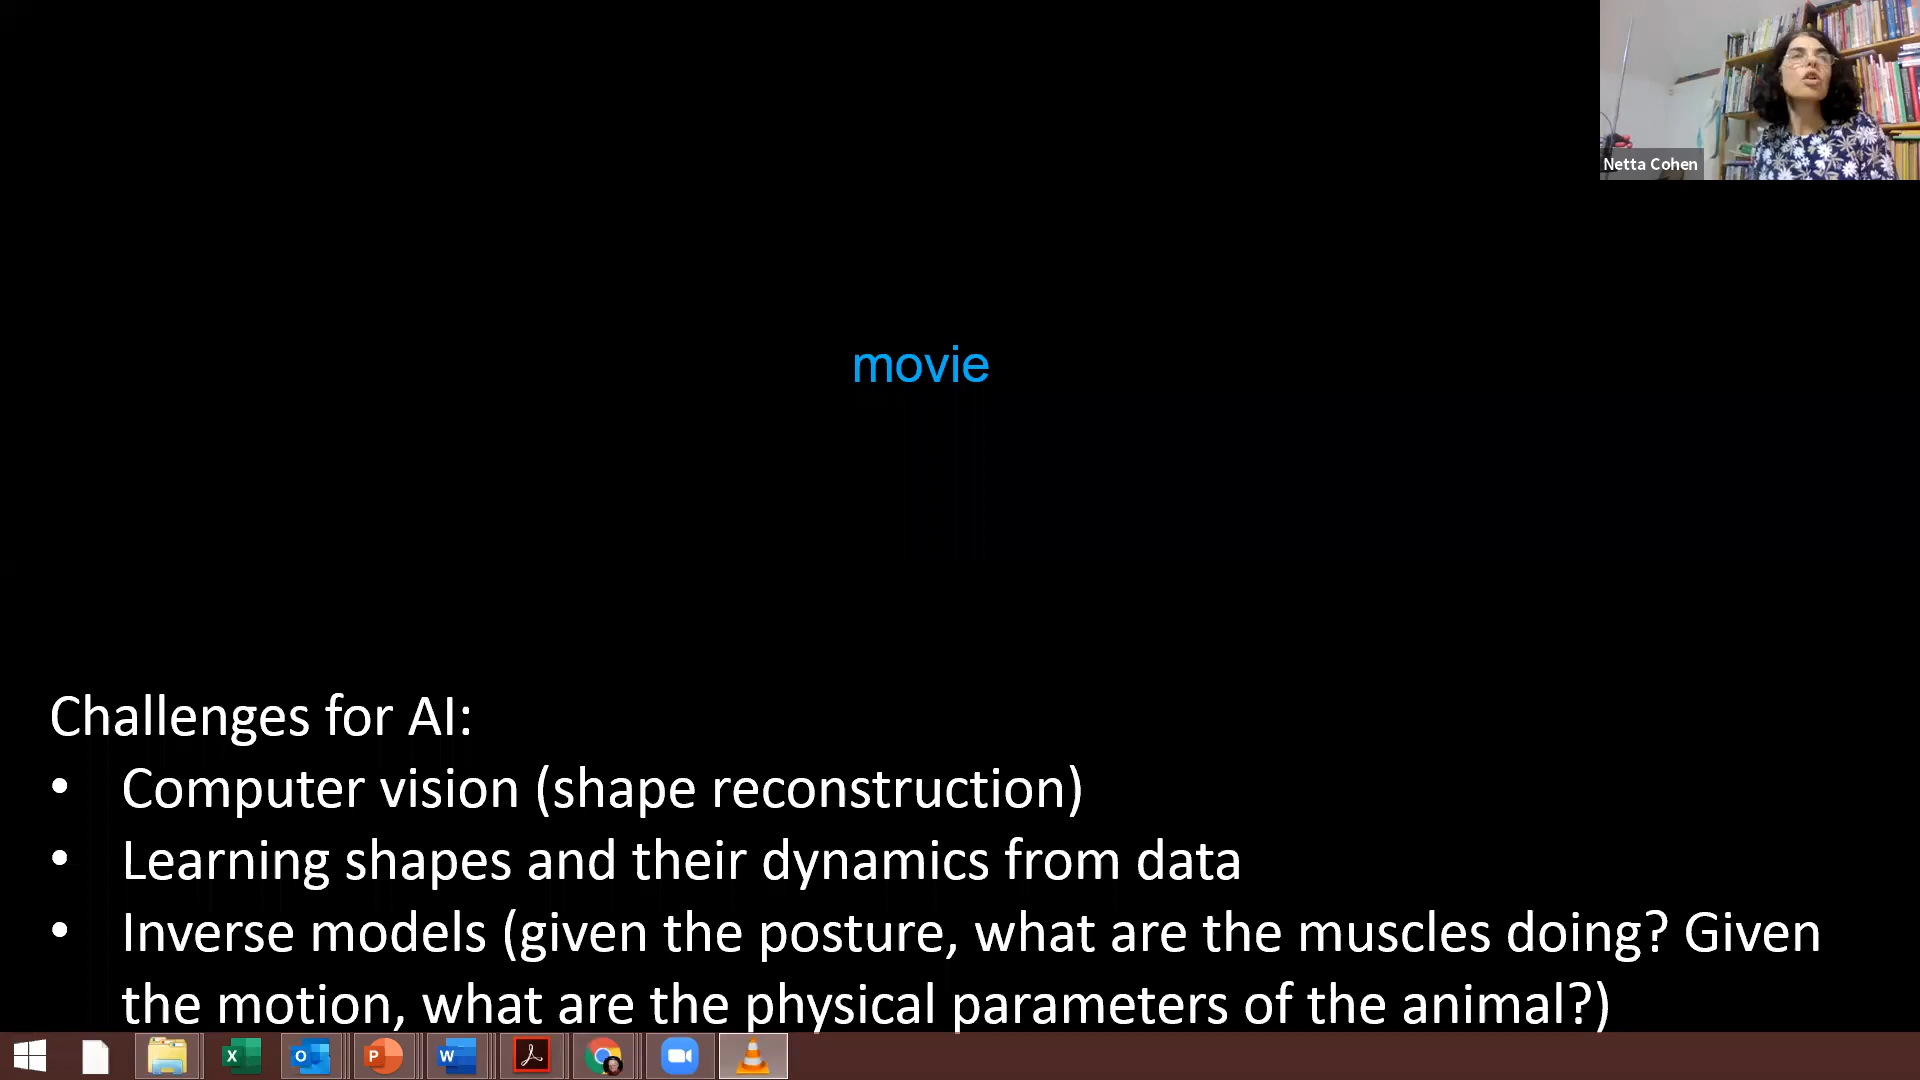 Netta Cohen
movie
Challenges for AI:
• Computer vision (shape reconstruction)
• Learning shapes and their dynamics from data
• Inverse models (given the posture, what are the muscles doing? Given
the motion, what are the physical parameters of the animal?)